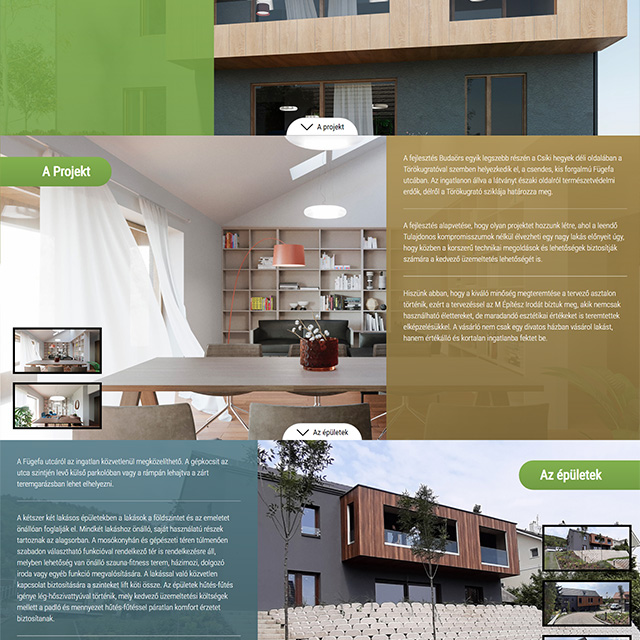 A projekt
A Projekt
A fejlesztés Budaörs egyik legszebb részén a Csiki hegyek déli oldalában a
Törökugratóval szemben helyezkedik el, a csendes, kis forgalmú Fügefa
utcában. Az ingatlanon állva a látványt északi oldalról természetvédelmi
erdők, délről a Törökugrató sziklája határozza meg.
A fejlesztés alapvetése, hogy olyan projektet hozzunk létre, ahol a leendő
Tulajdonos kompromisszumok nélkül élvezheti egy nagy lakás előnyeit úgy,
hogy közben a korszerű technikai megoldások és lehetőségek biztosítják
számára a kedvező üzemeltetés lehetőségét is.
Hiszünk abban, hogy a kiváló minőség megteremtése a tervező asztalon
történik, ezért a tervezéssel az M.Építész Irodát bíztuk meg, akik nemcsak
használható élettereket, de maradandó esztétikai értékeket is teremtettek
elképzelésükkel. A vásárló nem csak egy divatos házban vásárol lakást,
hanem értékálló és kortalan ingatlanba fektet be.
Az épületek
A Fügefa utcáról az ingatlan közvetlenül megközelíthető. A gépkocsit az
utca szintjén levő külső parkolóban vagy a rámpán lehajtva a zárt
teremgarázsban lehet elhelyezni.
A kétszer két lakásos épületekben a lakások a földszintet és az emeletet
önállóan foglalják el. Mindkét lakáshoz önálló, saját használatú részek
tartoznak az alagsorban. A mosókonyhán és gépészeti téren túlmenően
szabadon választható funkcióval rendelkező tér is rendelkezésre áll,
melyben lehetőség van önálló szauna-fitness terem, házimozi, dolgozó
iroda vagy egyéb funkció megvalósítására. A lakással való közvetlen
kapcsolat biztosítására a szinteket lift köti össze. Az épületek hűtés-fűtés
igénye lég-hőszivattyúval történik, mely kedvező üzemeltetési költségek
mellett a padló és mennyezet hűtés-fűtéssel páratlan komfort érzetet
biztosítanak.
Az épületek